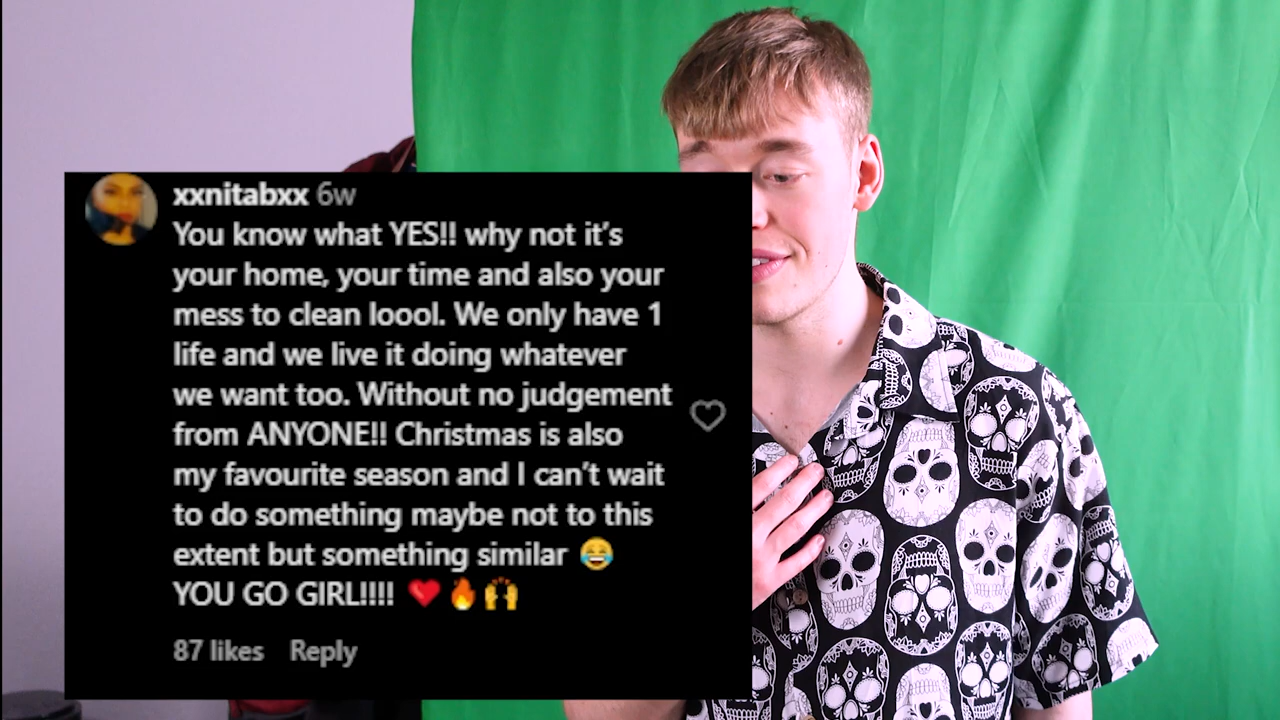 xxnitabxx 6w
You know what YES!! why not it's
your home, your time and also your
mess to clean loool. We only have 1
life and we live it doing whatever
we want too. Without no judgement
from ANYONE!! Christmas is also
my favourite season and I can't wait
to do something maybe not to this
extent but something similar 😂
YOU GO GIRL!!!! ❤️🔥🙌
87 likes Reply